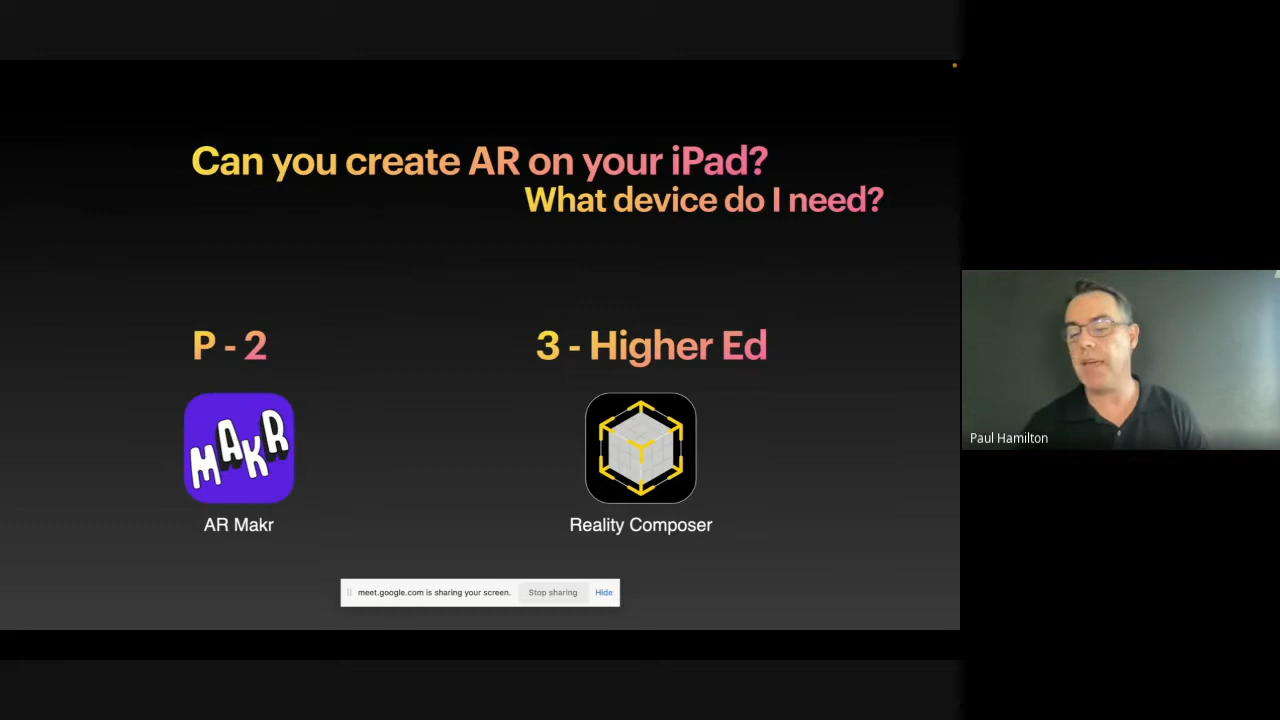 Can you create AR on your iPad?
What device do I need?
P - 2
3 - Higher Ed
MAKR
AR Makr
Reality Composer
meet.google.com is sharing your screen.
Stop sharing
Hide
Paul Hamilton